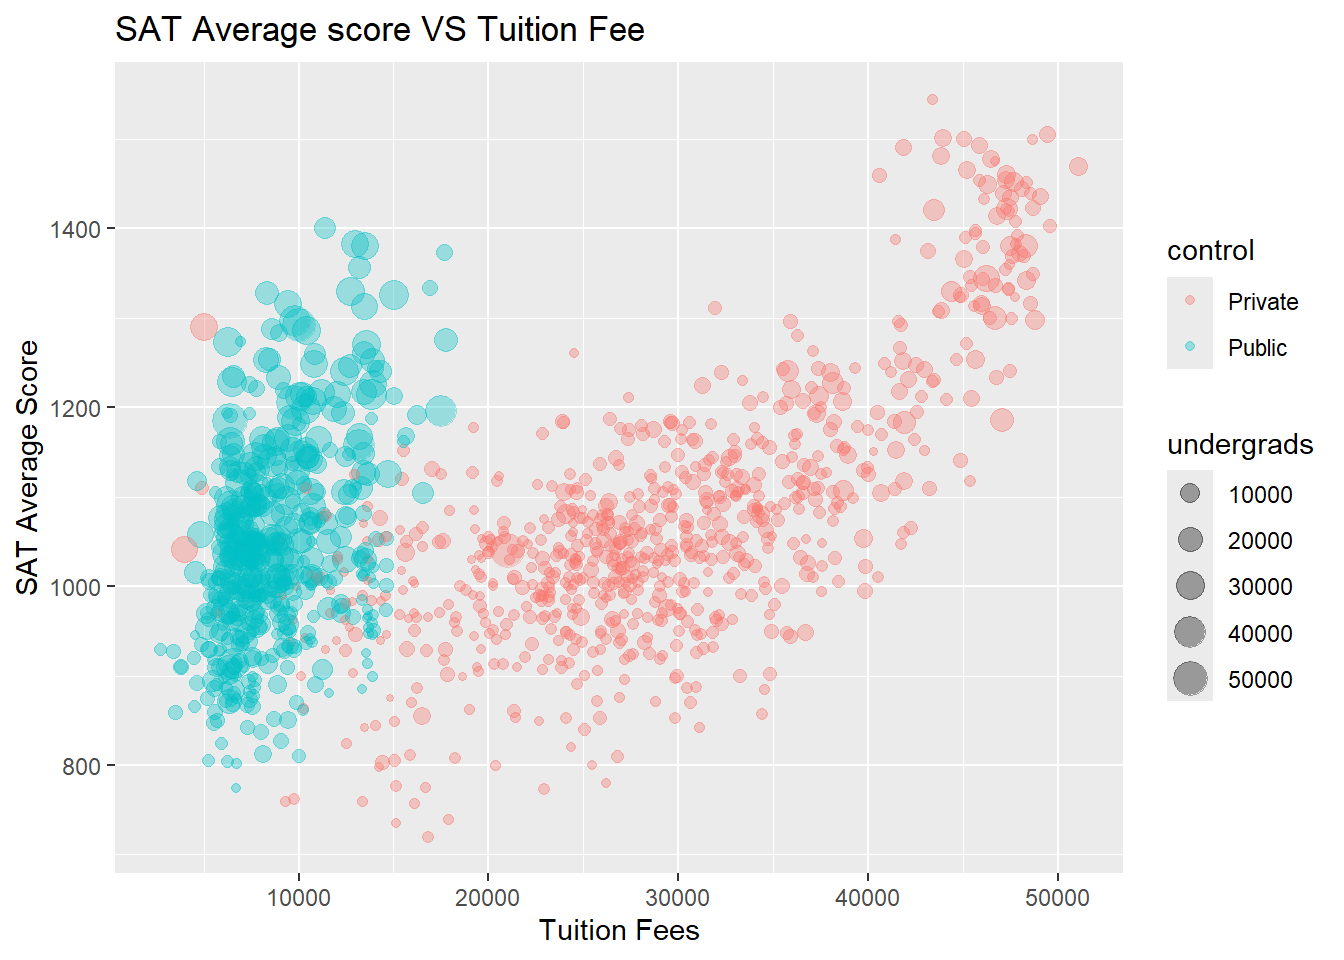 SAT Average score VS Tuition Fee
SAT Average Score
1400
1200
1000
800
10000
20000
30000
40000
50000
Tuition Fees
control
Private
Public
undergrads
10000
20000
30000
40000
50000